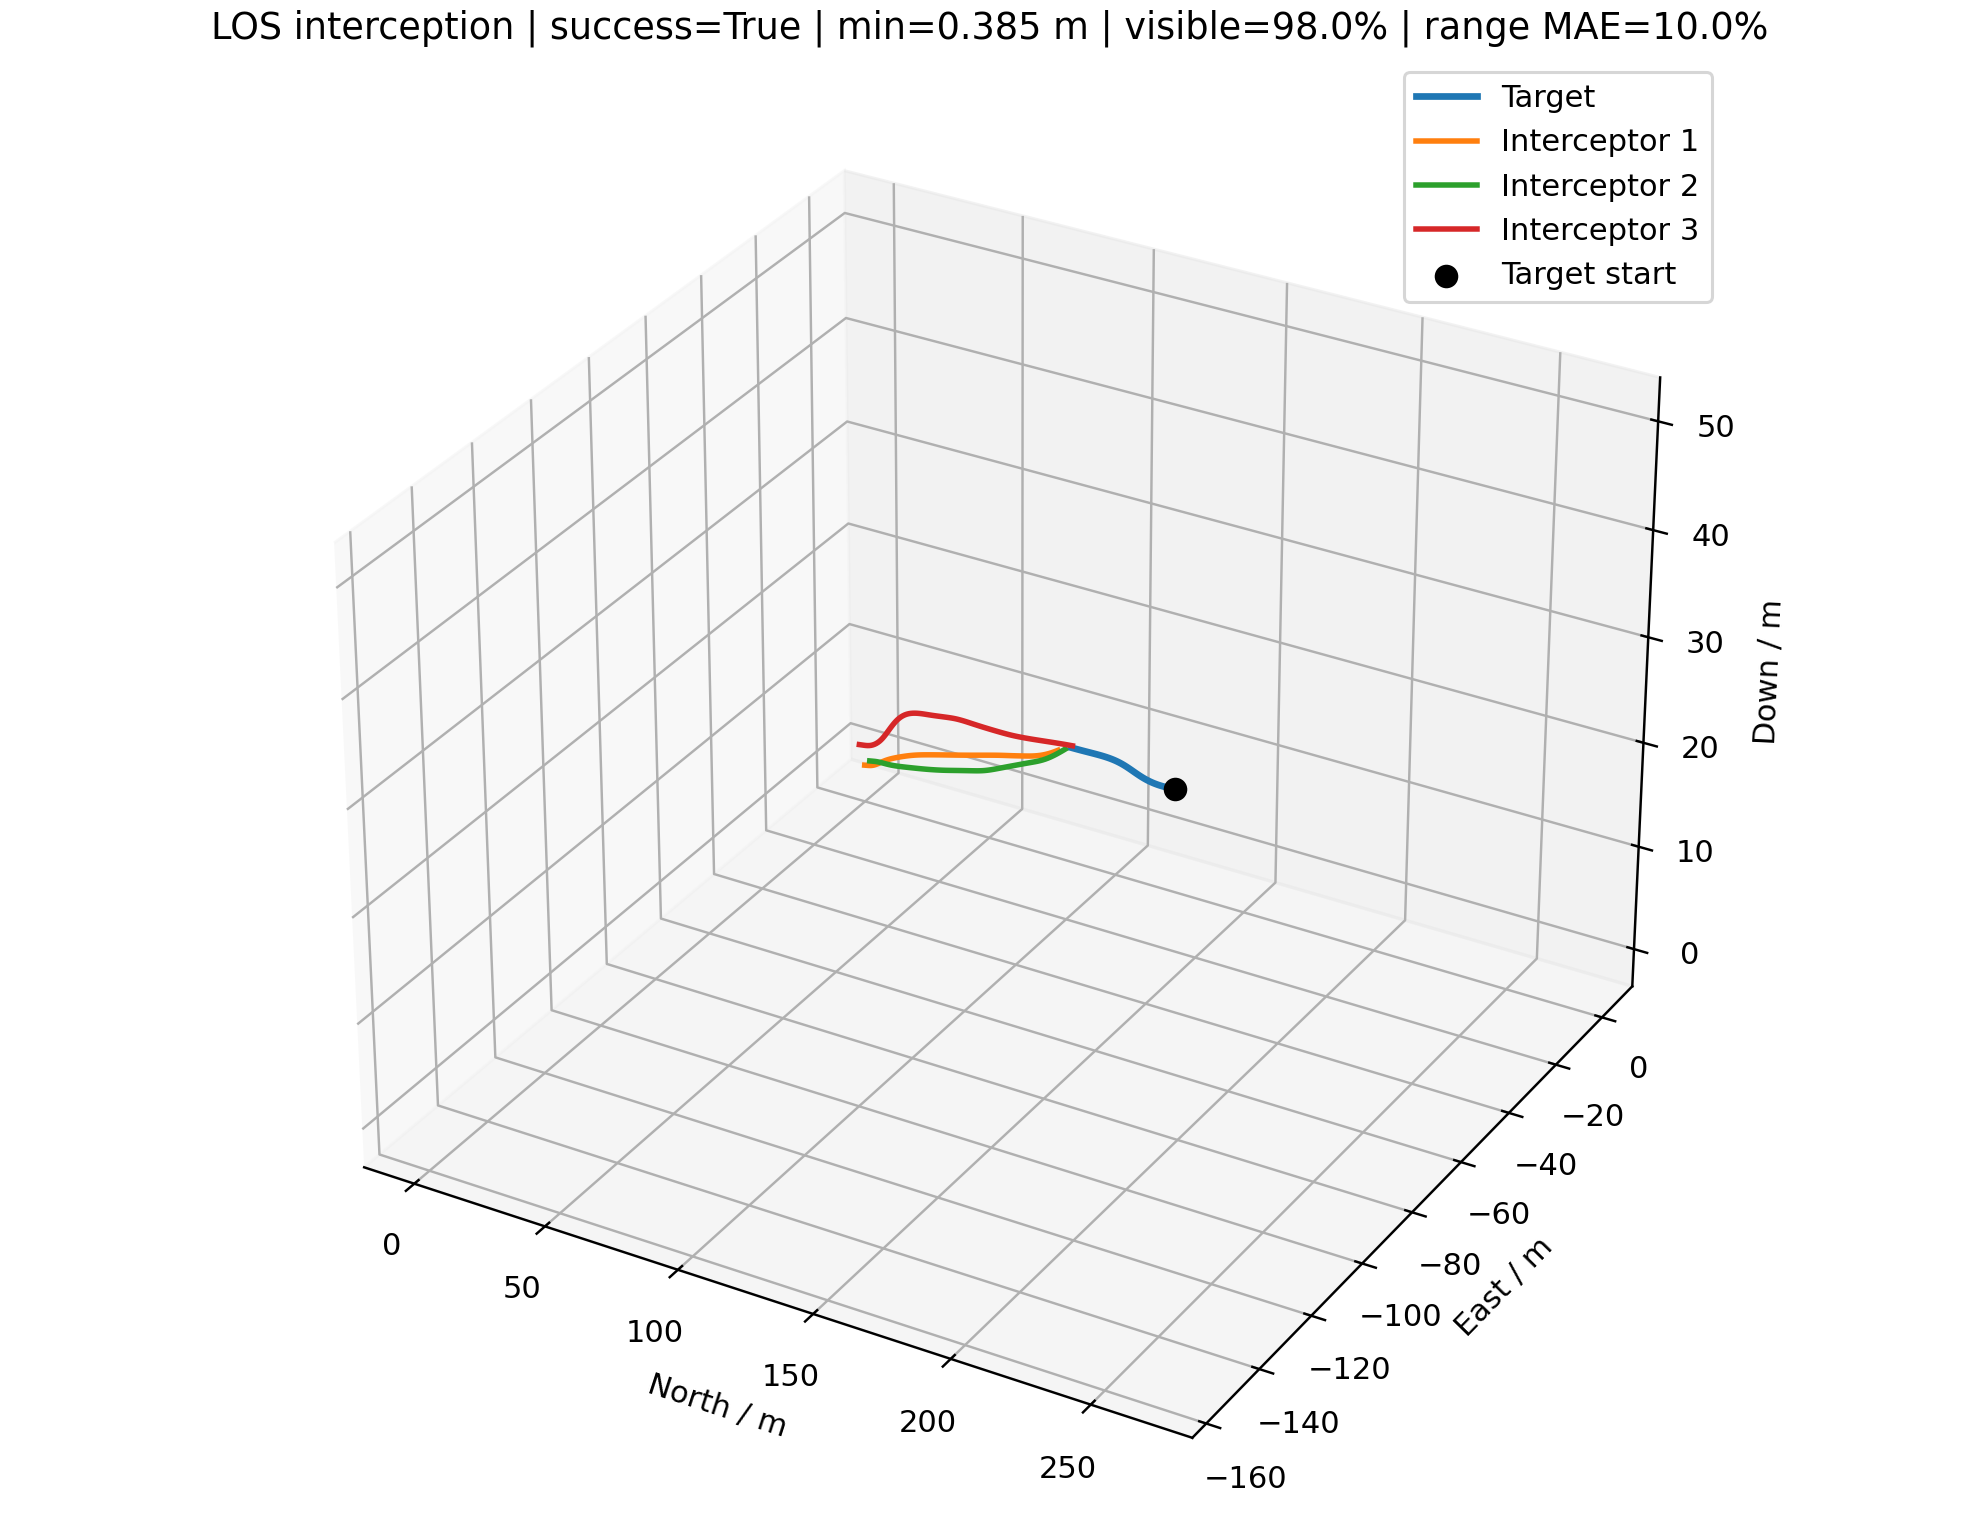 LOS interception | success=True | min=0.385 m | visible=98.0% | range MAE=10.0%
Target
Interceptor 1
Interceptor 2
Interceptor 3
Target start
50
40
30
20
10
0
Down / m
0
−20
−40
−60
−80
−100
−120
−140
−160
East / m
0
50
100
150
200
250
North / m